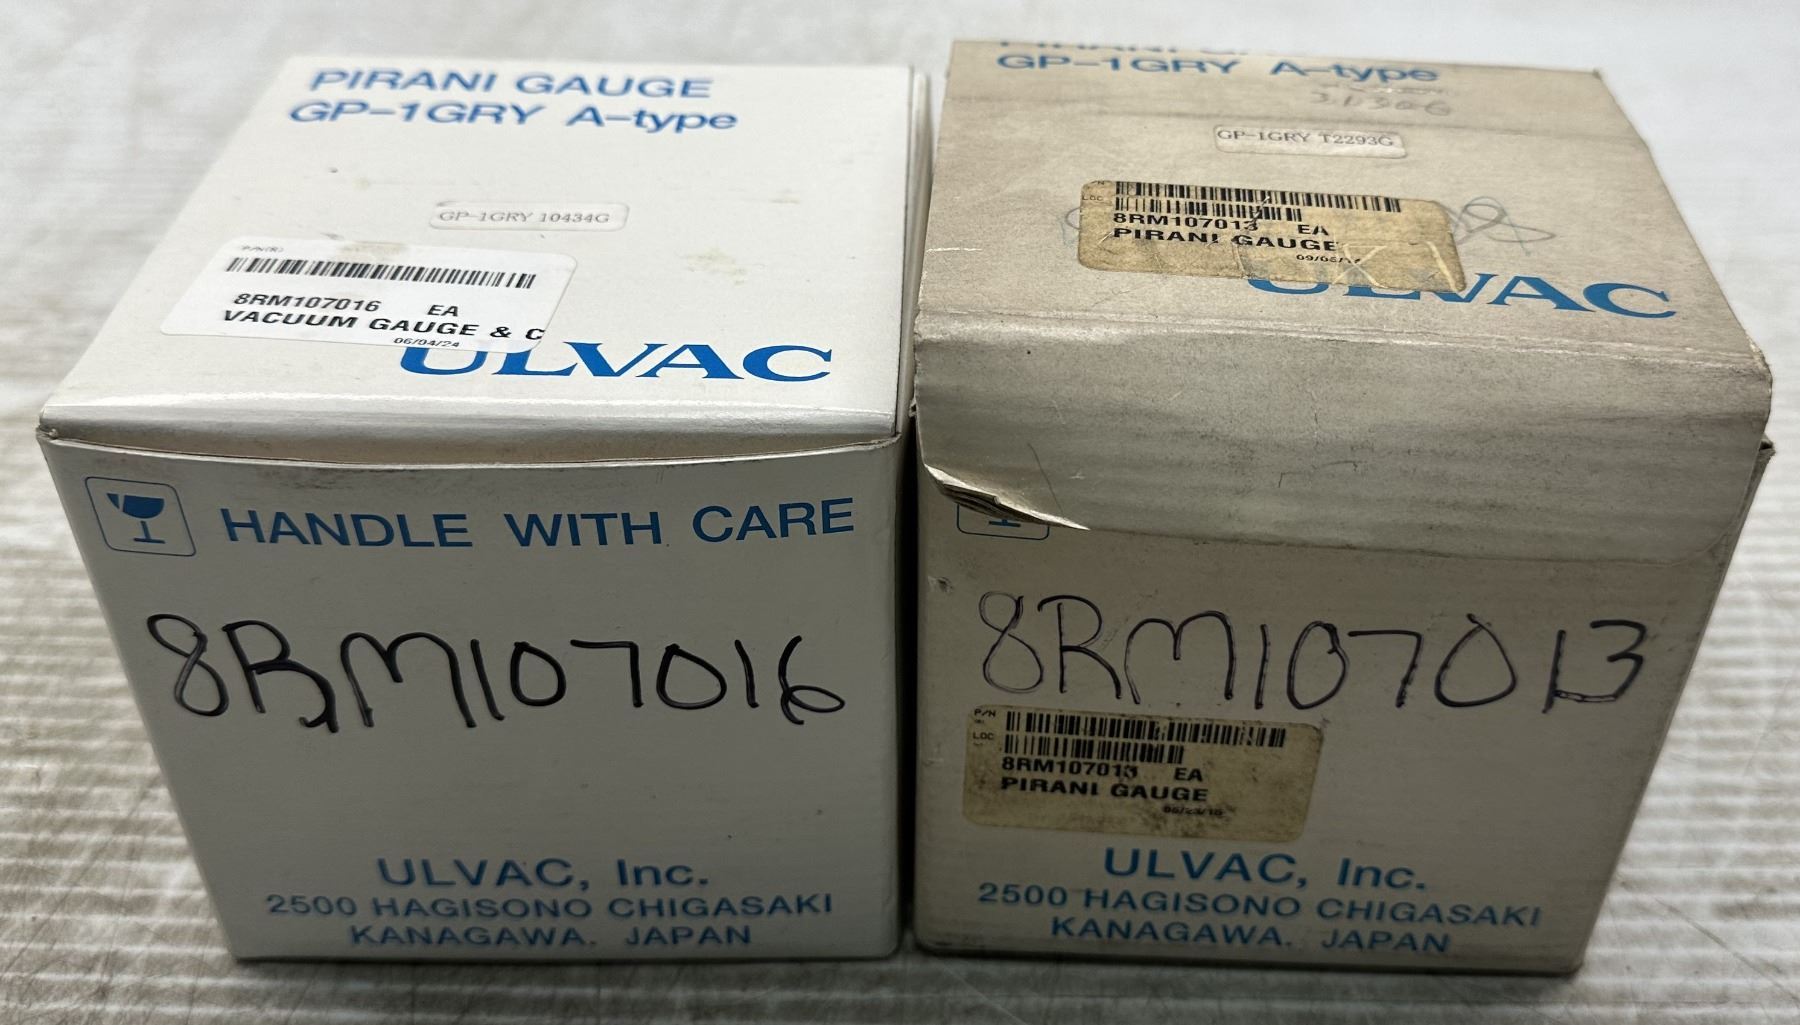 PIRANI GAUGE
GP-1GRY A-type
GP-1GRY 10434G
P/N(R)
8RM107016 EA
VACUUM GAUGE & C
06/04/24
ULVAC
HANDLE WITH CARE
8RM107016
ULVAC, Inc.
2500 HAGISONO CHIGASAKI
KANAGAWA. JAPAN
GP-1GRY A-type
GP-1GRY T2293G
LOC
8RM107013 EA
PIRANI GAUGE
ULVAC
8RM107013
P/N
LOC
8RM107013 EA
PIRANI GAUGE
ULVAC, Inc.
2500 HAGISONO CHIGASAKI
KANAGAWA. JAPAN